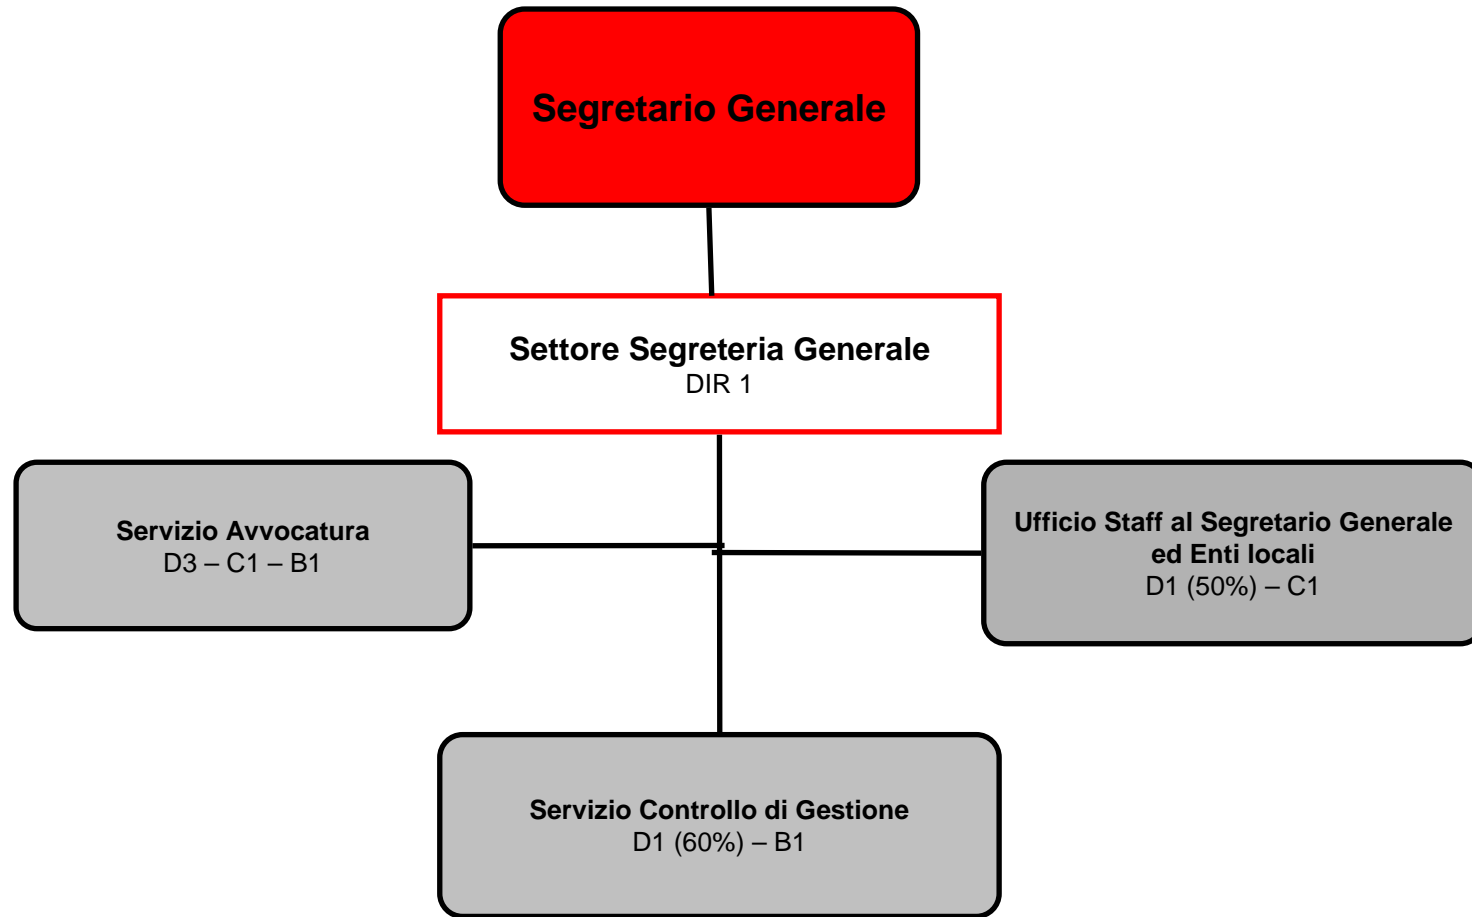 Segretario Generale
Settore Segreteria Generale
DIR 1
Servizio Avvocatura
D3 – C1 – B1
Ufficio Staff al Segretario Generale
ed Enti locali
D1 (50%) – C1
Servizio Controllo di Gestione
D1 (60%) – B1